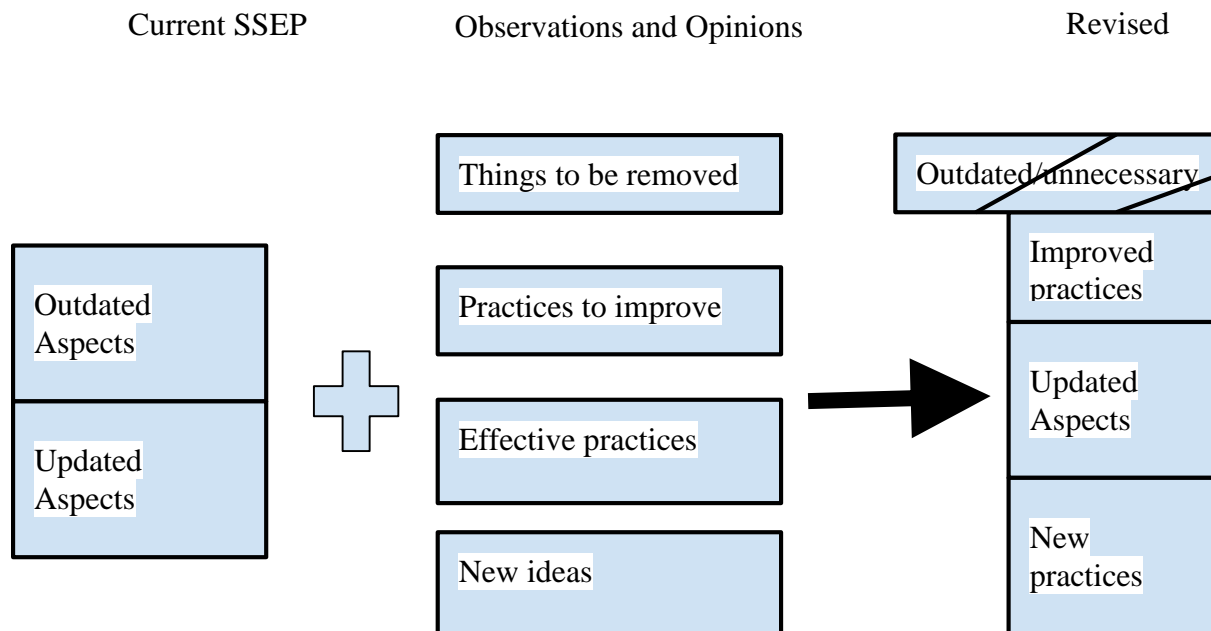 Current SSEP
Observations and Opinions
Revised
Things to be removed
Outdated/unnecessary
Outdated
Aspects
Updated
Aspects
Practices to improve
Effective practices
New ideas
Improved
practices
Updated
Aspects
New
practices